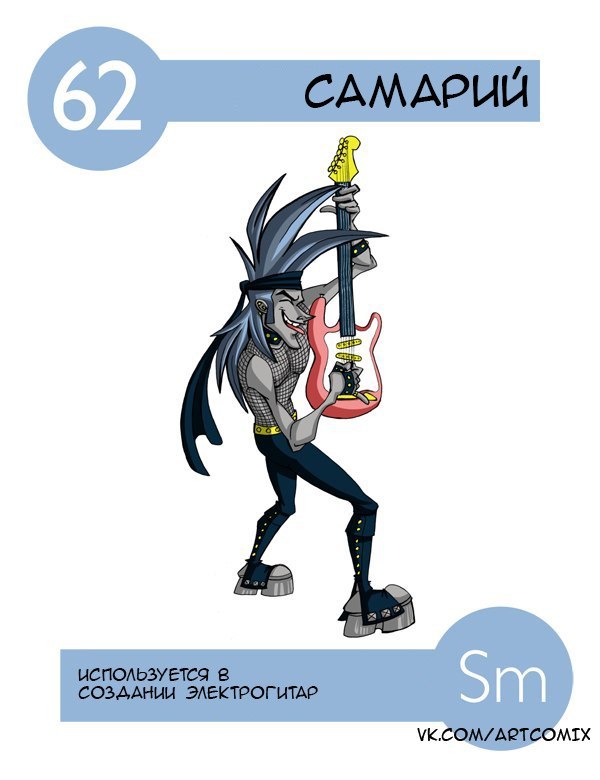 62
САМАРИЙ
ИСПОЛЬЗУЕТСЯ В
СОЗДАНИИ ЭЛЕКТРОГИТАР
Sm
VK.COM/ARTCOMIX